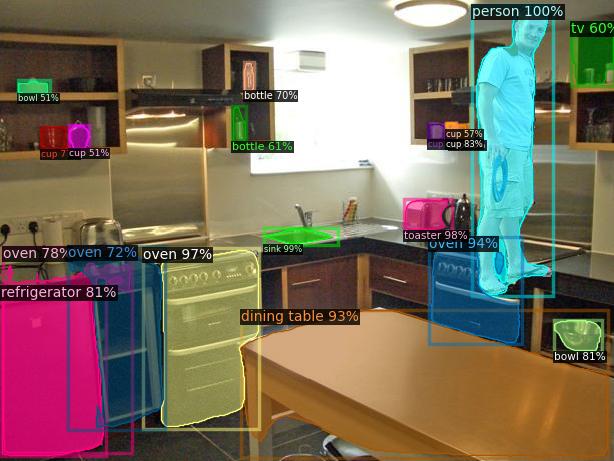 person 100%
tv 60%
bowl 51%
bottle 70%
cup 7
cup 51%
bottle 61%
cup 57%
cup 83%
toaster 98%
oven 94%
sink 99%
oven 78%
oven 72%
oven 97%
refrigerator 81%
dining table 93%
bowl 81%